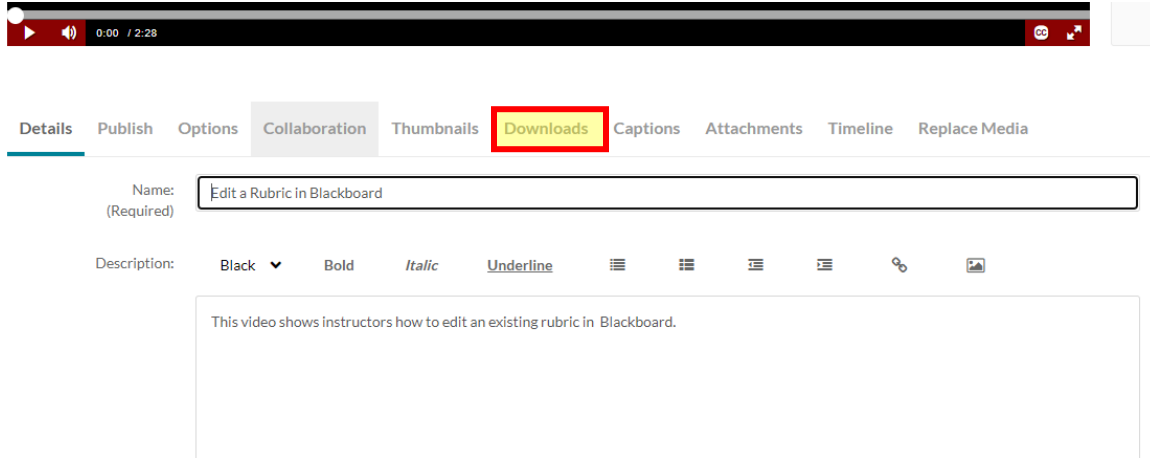 0:00 / 2:28 CC
Details Publish Options Collaboration Thumbnails Downloads Captions Attachments Timeline Replace Media
Name: Edit a Rubric in Blackboard
(Required)
Description: Black Bold Italic Underline
This video shows instructors how to edit an existing rubric in Blackboard.